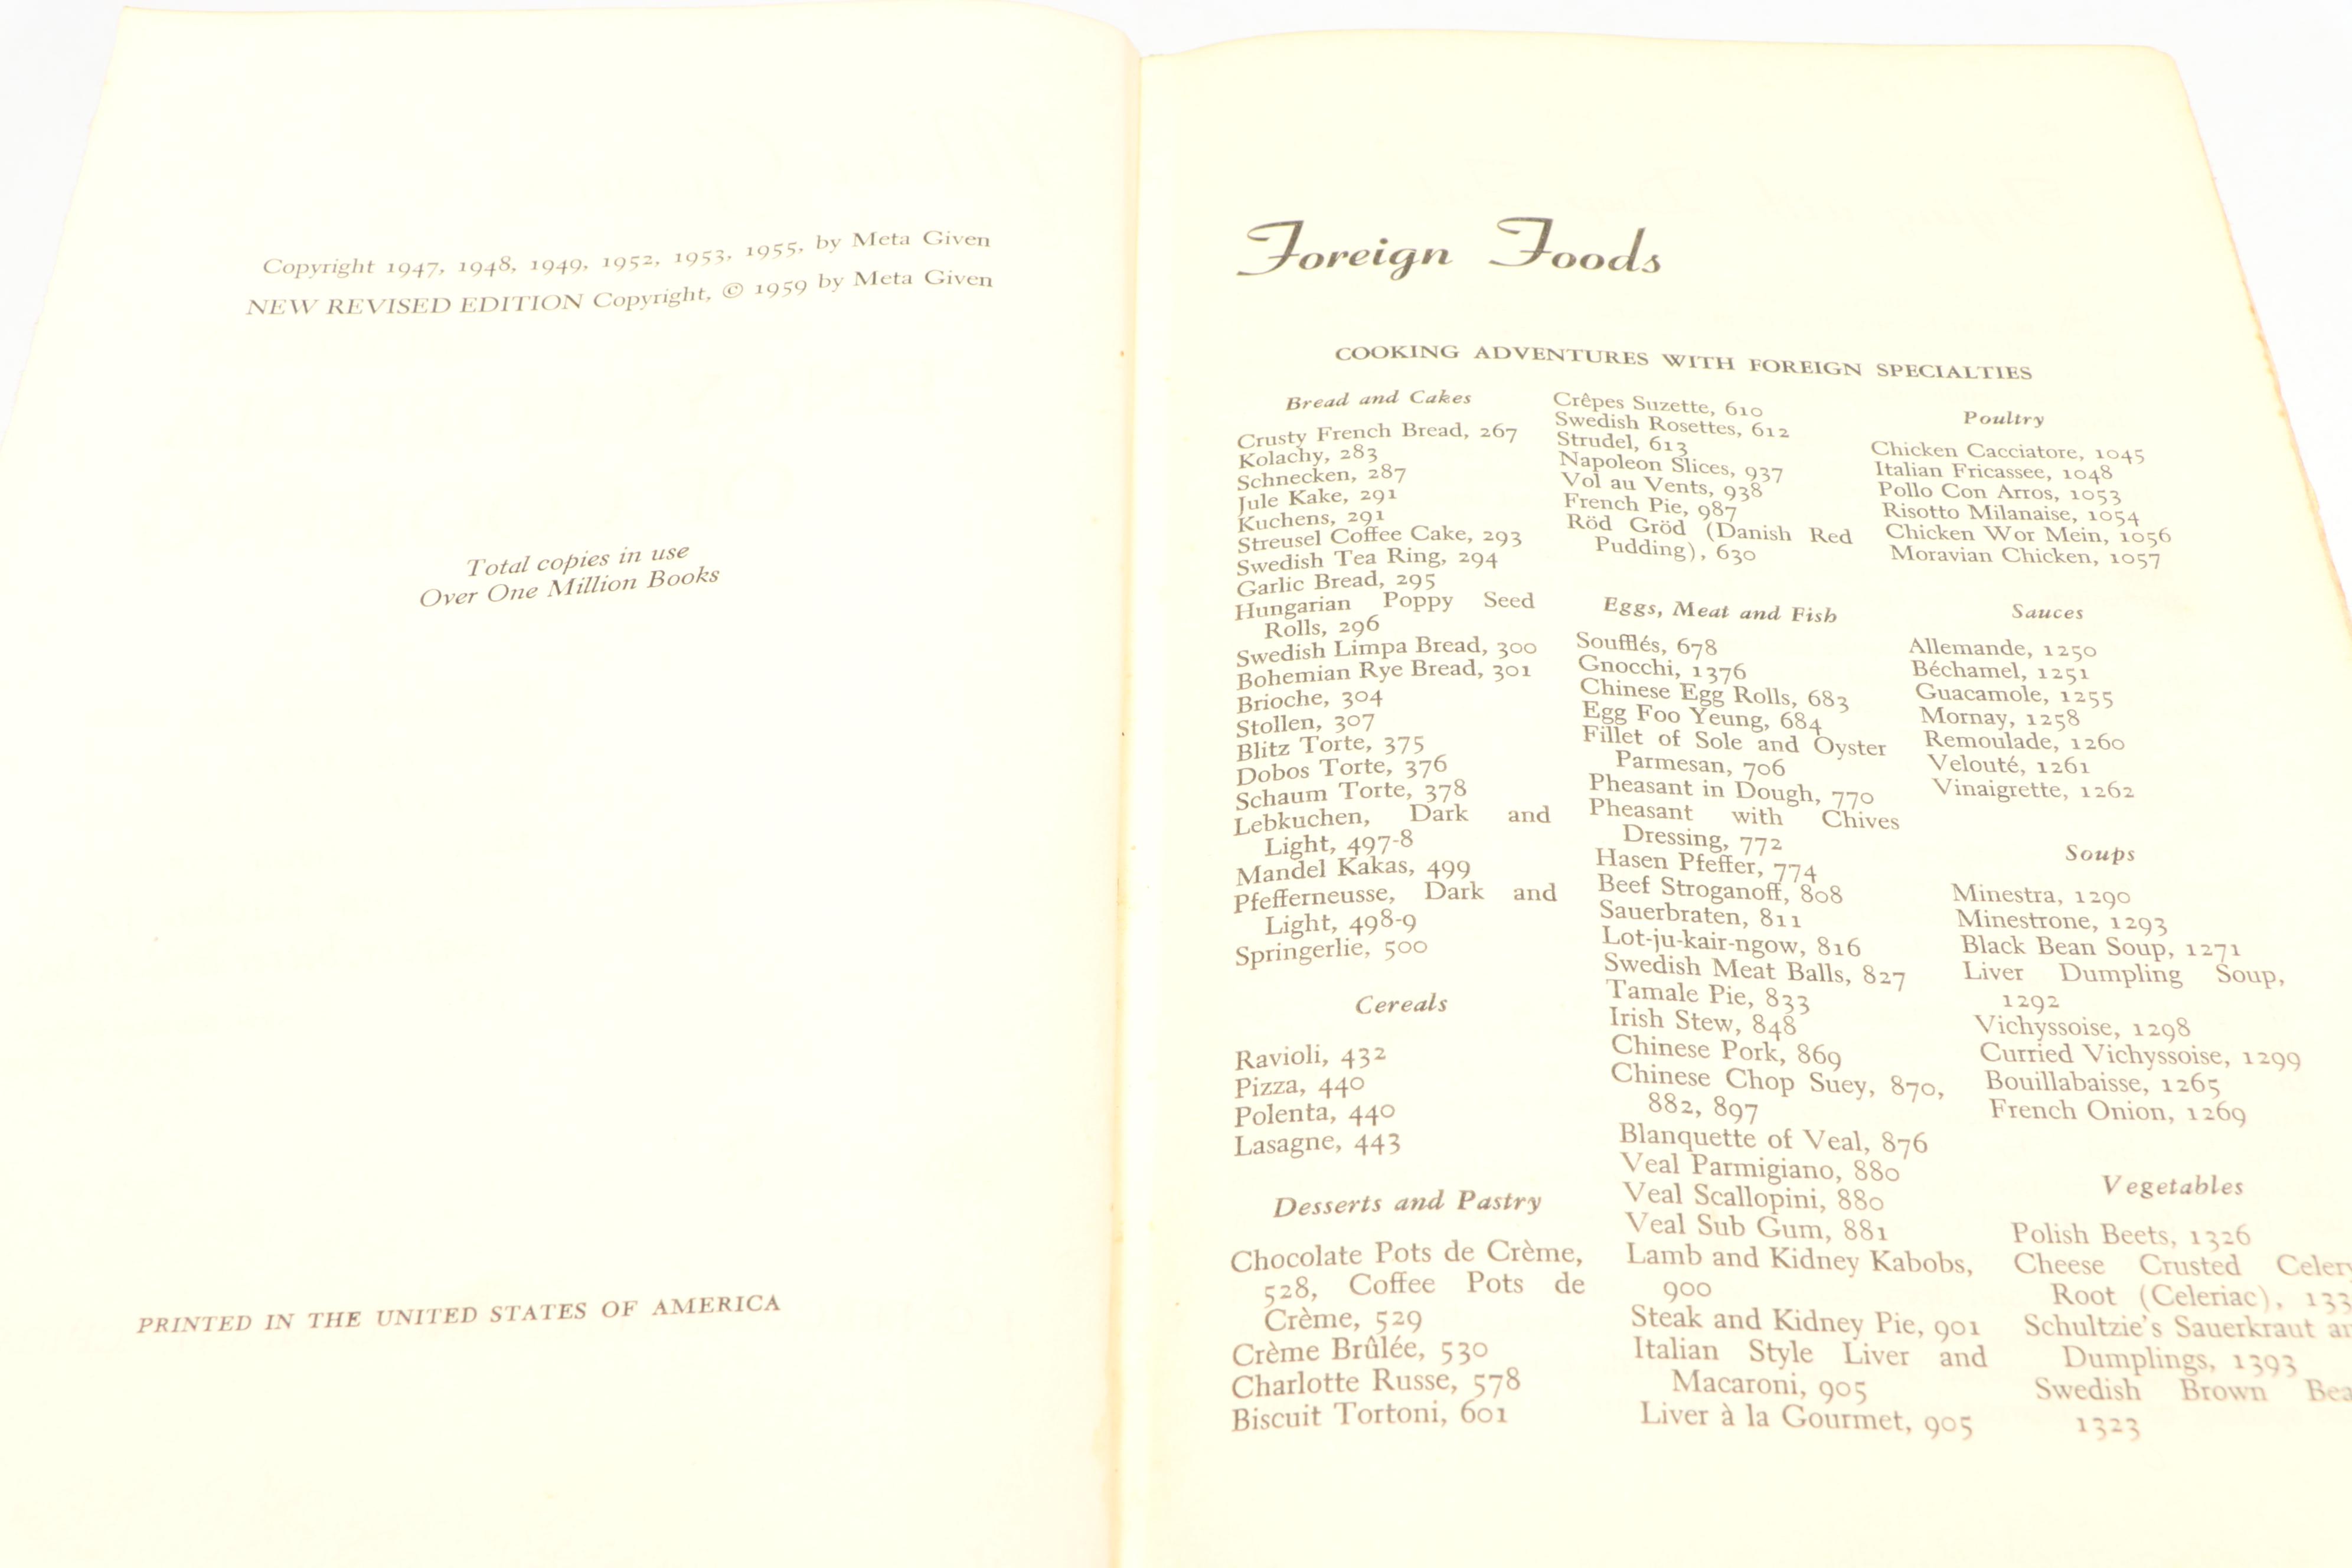 Copyright 1947, 1948, 1949, 1952, 1953, 1955, by Meta Given
NEW REVISED EDITION Copyright, © 1959 by Meta Given
Total copies in use
Over One Million Books
PRINTED IN THE UNITED STATES OF AMERICA
Foreign Foods
COOKING ADVENTURES WITH FOREIGN SPECIALTIES
Bread and Cakes
Crusty French Bread, 267
Kolachy, 283
Schnecken, 287
Jule Kake, 291
Kuchens, 291
Streusel Coffee Cake, 293
Swedish Tea Ring, 294
Garlic Bread, 295
Hungarian Poppy Seed
Rolls, 296
Swedish Limpa Bread, 300
Bohemian Rye Bread, 301
Brioche, 304
Stollen, 307
Blitz Torte, 375
Dobos Torte, 376
Schaum Torte, 378
Lebkuchen, Dark and
Light, 497-8
Mandel Kakas, 499
Pfefferneusse, Dark and
Light, 498-9
Springerlie, 500
Cereals
Ravioli, 432
Pizza, 440
Polenta, 440
Lasagne, 443
Desserts and Pastry
Chocolate Pots de Crème,
528, Coffee Pots de
Crème, 529
Crème Brûlée, 530
Charlotte Russe, 578
Biscuit Tortoni, 601
Crêpes Suzette, 610
Swedish Rosettes, 612
Strudel, 613
Napoleon Slices, 937
Vol au Vents, 938
French Pie, 987
Röd Gröd (Danish Red
Pudding), 630
Eggs, Meat and Fish
Soufflés, 678
Gnocchi, 1376
Chinese Egg Rolls, 683
Egg Foo Yeung, 684
Fillet of Sole and Oyster
Parmesan, 706
Pheasant in Dough, 770
Pheasant with Chives
Dressing, 772
Hasen Pfeffer, 774
Beef Stroganoff, 808
Sauerbraten, 811
Lot-ju-kair-ngow, 816
Swedish Meat Balls, 827
Tamale Pie, 833
Irish Stew, 848
Chinese Pork, 869
Chinese Chop Suey, 870,
882, 897
Blanquette of Veal, 876
Veal Parmigiano, 880
Veal Scallopini, 880
Veal Sub Gum, 881
Lamb and Kidney Kabobs,
900
Steak and Kidney Pie, 901
Italian Style Liver and
Macaroni, 905
Liver à la Gourmet, 905
Poultry
Chicken Cacciatore, 1045
Italian Fricassee, 1048
Pollo Con Arros, 1053
Risotto Milanaise, 1054
Chicken Wor Mein, 1056
Moravian Chicken, 1057
Sauces
Allemande, 1250
Béchamel, 1251
Guacamole, 1255
Mornay, 1258
Remoulade, 1260
Velouté, 1261
Vinaigrette, 1262
Soups
Minestra, 1290
Minestrone, 1293
Black Bean Soup, 1271
Liver Dumpling Soup,
1292
Vichyssoise, 1298
Curried Vichyssoise, 1299
Bouillabaisse, 1265
French Onion, 1269
Vegetables
Polish Beets, 1326
Cheese Crusted
Root (Celeriac),
Schultzie's Sauerkraut
Dumplings, 1393
Swedish Brown
1323